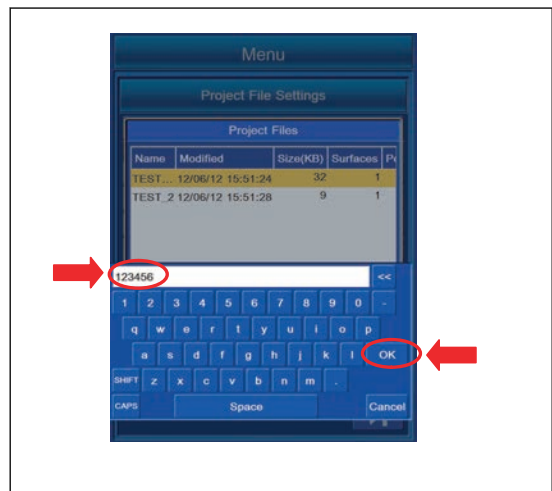 Menu
Project File Settings
Project Files
Name Modified Size(KB) Surfaces
TEST... 12/06/12 15:51:24 32 1
TEST_2 12/06/12 15:51:28 9 1
123456 <<
1 2 3 4 5 6 7 8 9 0 -
q w e r t y u i o p
a s d f g h j k l OK
SHIFT z x c v b n m .
CAPS Space Cancel